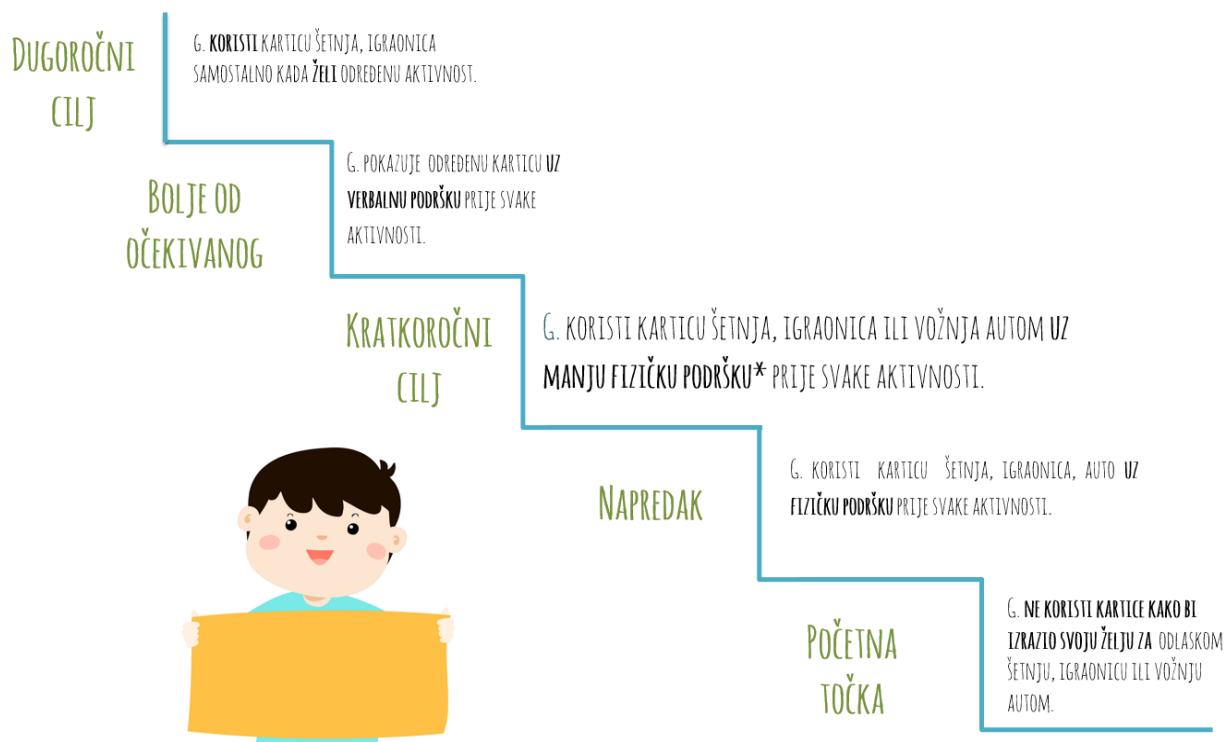 DUGOROČNI
CILJ
G. KORISTI KARTICU ŠETNJA, IGRAONICA
SAMOSTALNO KADA ŽELI ODREĐENU AKTIVNOST.
BOLJE OD
OČEKIVANOG
G. POKAZUJE ODREĐENU KARTICU UZ
VERBALNU PODRŠKU PRIJE SVAKE
AKTIVNOSTI.
KRATKOROČNI
CILJ
G. KORISTI KARTICU ŠETNJA, IGRAONICA ILI VOŽNJA AUTOM UZ
MANJU FIZIČKU PODRŠKU* PRIJE SVAKE AKTIVNOSTI.
NAPREDAK
G. KORISTI KARTICU ŠETNJA, IGRAONICA, AUTO UZ
FIZIČKU PODRŠKU PRIJE SVAKE AKTIVNOSTI.
POČETNA
TOČKA
G. NE KORISTI KARTICE KAKO BI
IZRAZIO SVOJU ŽELJU ZA ODLASKOM
ŠETNJU, IGRAONICU ILI VOŽNJU
AUTOM.